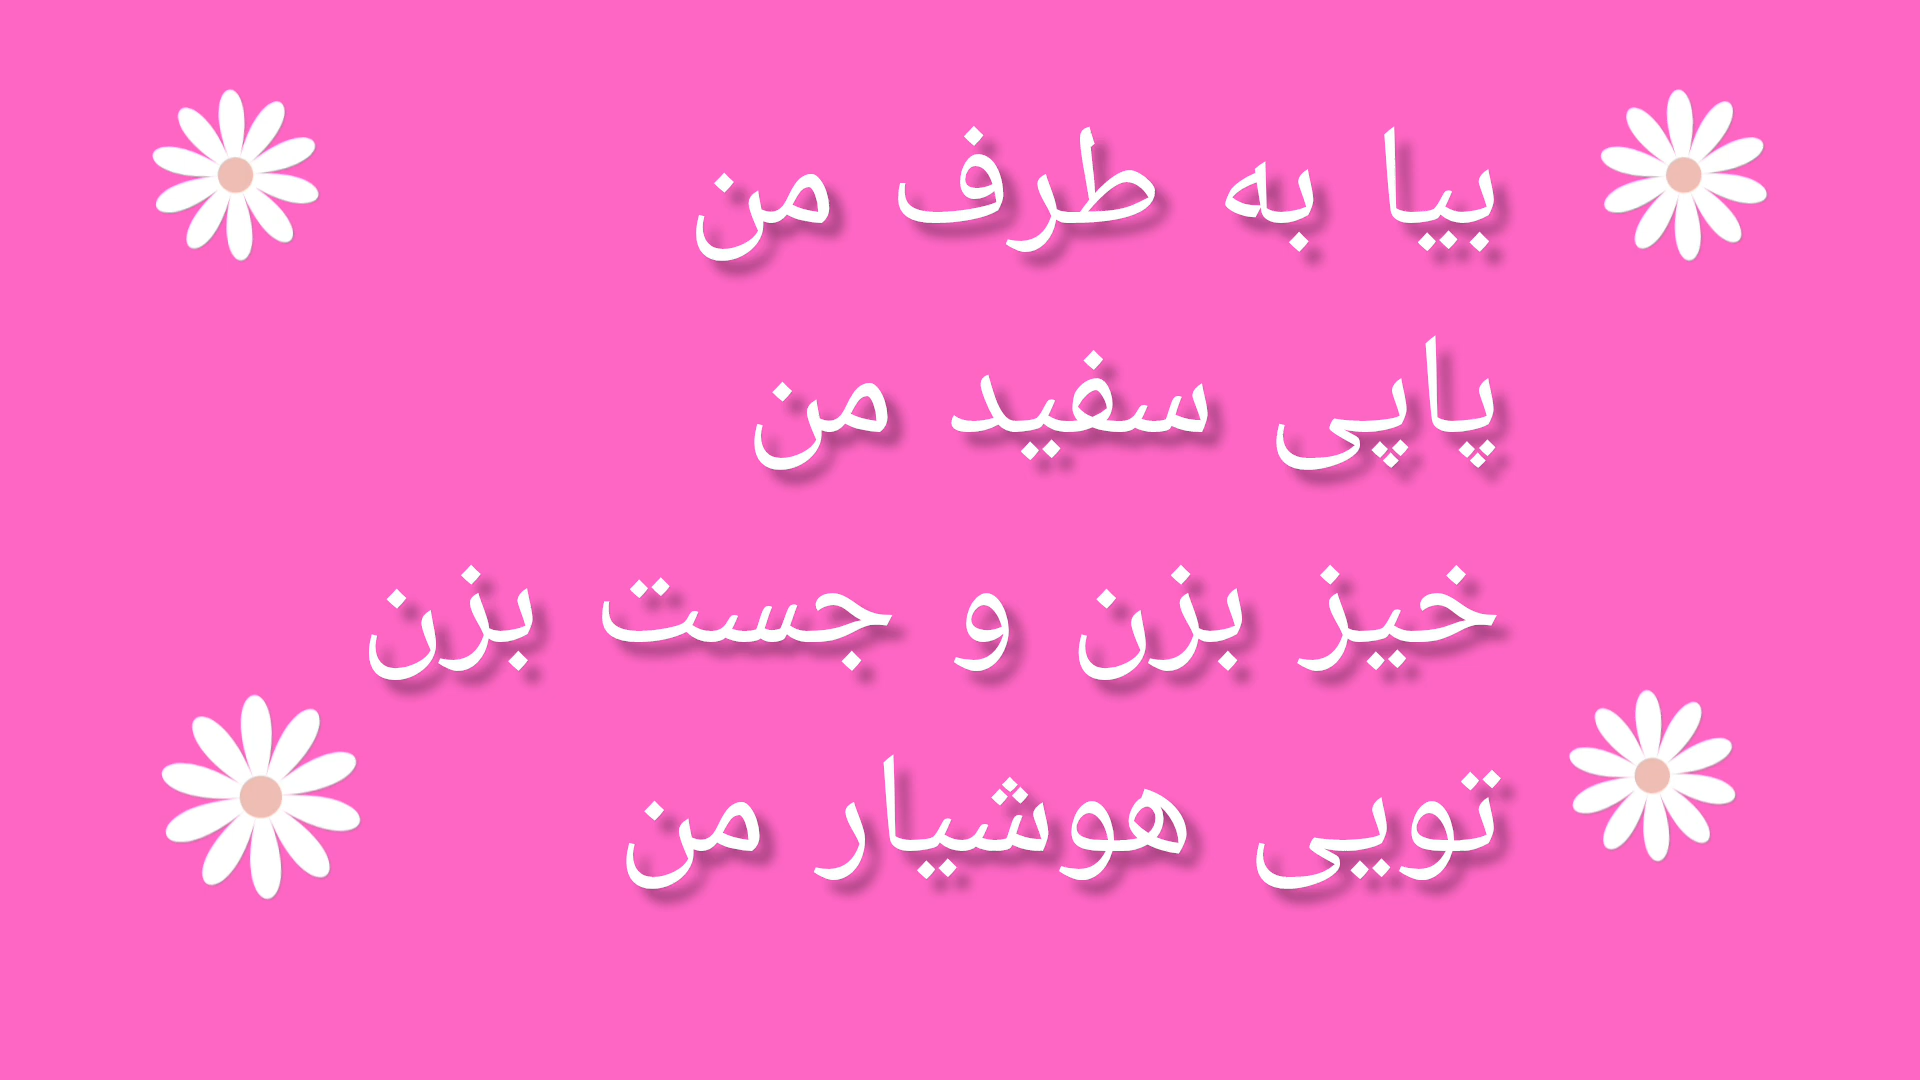 بیا به طرف من
پاپی سفید من
خیز بزن و جست بزن
تویی هوشیار من